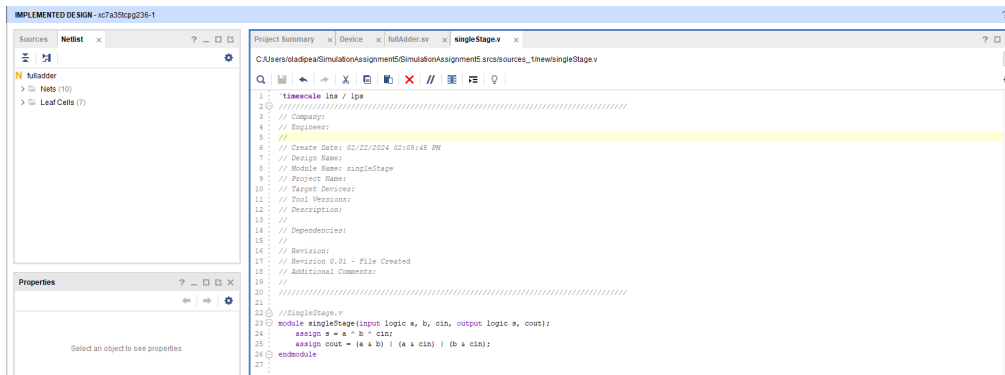 IMPLEMENTED DESIGN - xc7a35tcpg236-1
Sources Netlist
N fulladder
Nets (10)
Leaf Cells (7)
Properties
Select an object to see properties
Project Summary Device fullAdder.sv singleStage.v
C:/Users/oladipea/SimulationAssignment5/SimulationAssignment5.srcs/sources_1/new/singleStage.v
1 `timescale 1ns / 1ps
2 //////////////////////////////////////////////////////////////////////////////////
3 // Company:
4 // Engineer:
5 //
6 // Create Date: 02/22/2024 02:05:45 PM
7 // Design Name:
8 // Module Name: singleStage
9 // Project Name:
10 // Target Devices:
11 // Tool Versions:
12 // Description:
13 //
14 // Dependencies:
15 //
16 // Revision:
17 // Revision 0.01 - File Created
18 // Additional Comments:
19 //
20 //////////////////////////////////////////////////////////////////////////////////
21
22 //SingleStage.v
23 module singleStage(input logic a, b, cin, output logic s, cout);
24 assign s = a ^ b ^ cin;
25 assign cout = (a & b) | (a & cin) | (b & cin);
26 endmodule
27